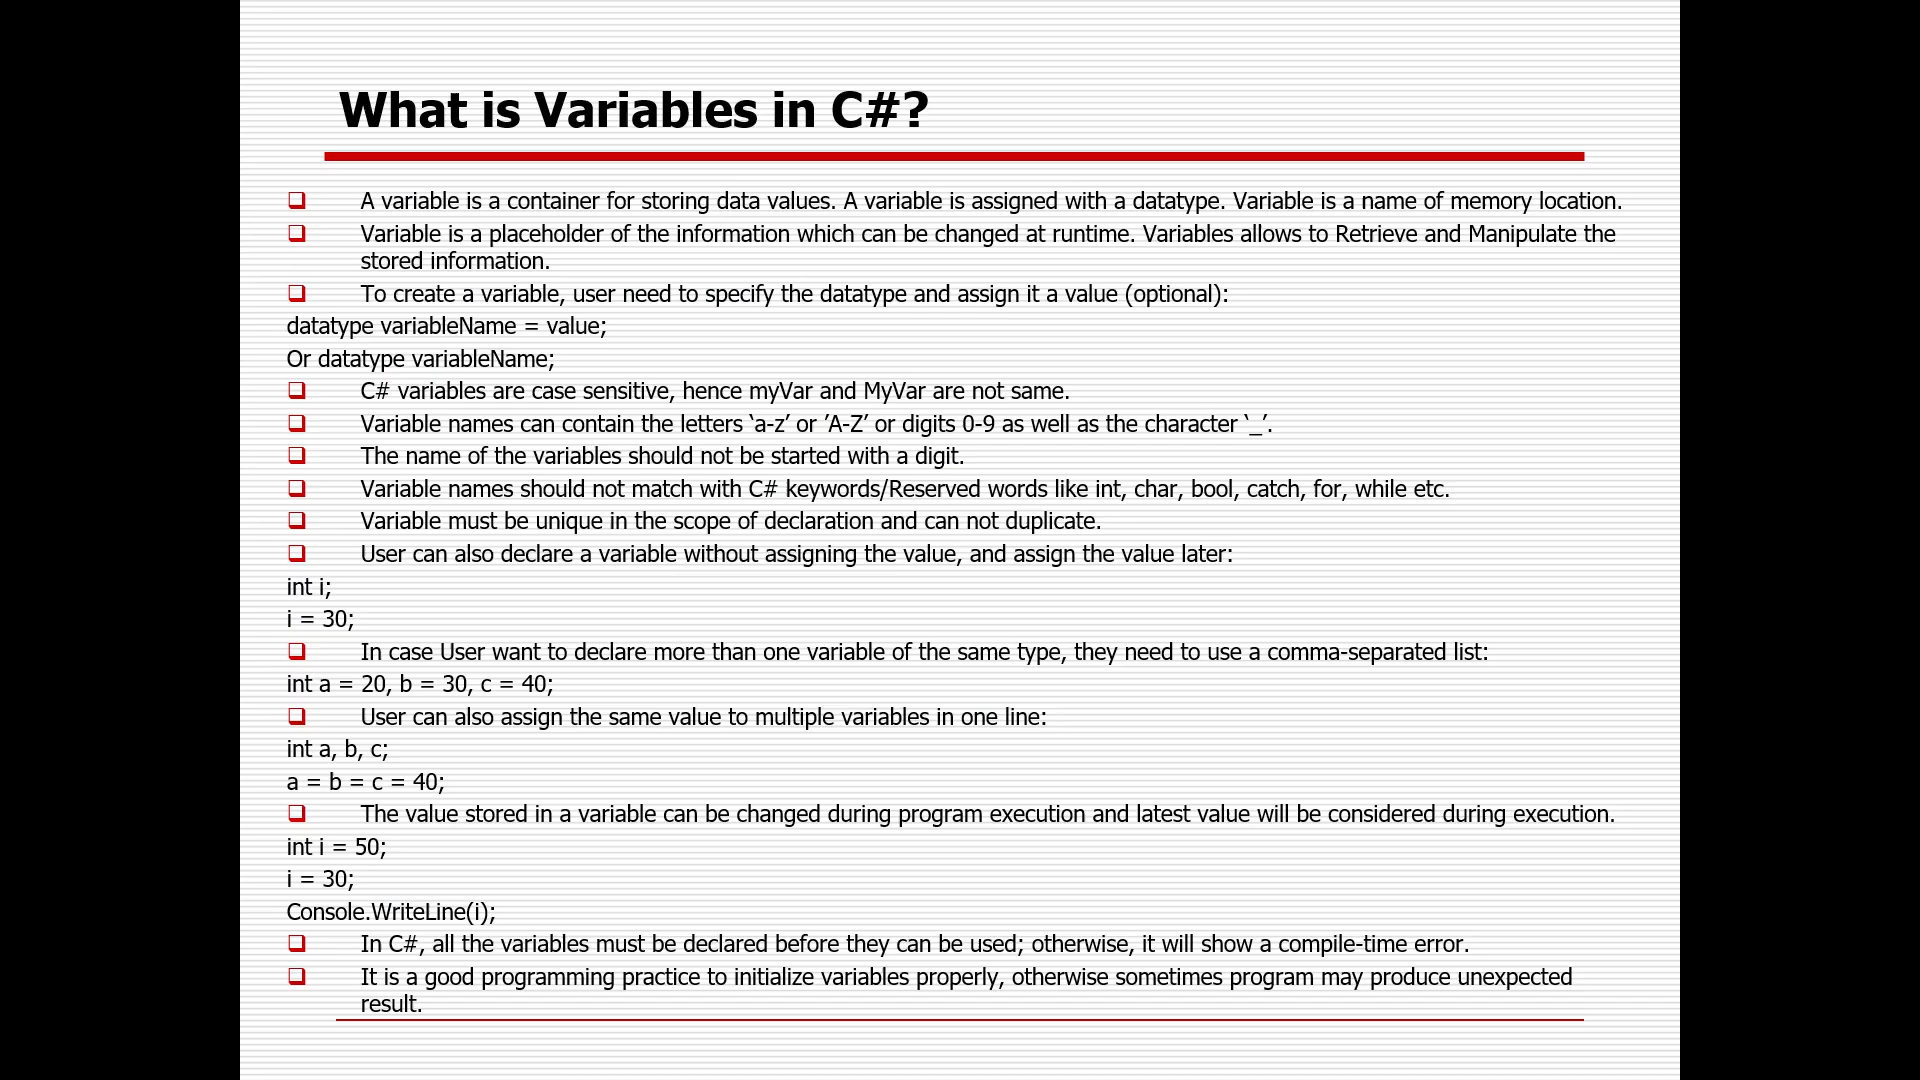 What is Variables in C#?
A variable is a container for storing data values. A variable is assigned with a datatype. Variable is a name of memory location.
Variable is a placeholder of the information which can be changed at runtime. Variables allows to Retrieve and Manipulate the
stored information.
To create a variable, user need to specify the datatype and assign it a value (optional):
datatype variableName = value;
Or datatype variableName;
C# variables are case sensitive, hence myVar and MyVar are not same.
Variable names can contain the letters ‘a-z’ or ’A-Z’ or digits 0-9 as well as the character ‘_’.
The name of the variables should not be started with a digit.
Variable names should not match with C# keywords/Reserved words like int, char, bool, catch, for, while etc.
Variable must be unique in the scope of declaration and can not duplicate.
User can also declare a variable without assigning the value, and assign the value later:
int i;
i = 30;
In case User want to declare more than one variable of the same type, they need to use a comma-separated list:
int a = 20, b = 30, c = 40;
User can also assign the same value to multiple variables in one line:
int a, b, c;
a = b = c = 40;
The value stored in a variable can be changed during program execution and latest value will be considered during execution.
int i = 50;
i = 30;
Console.WriteLine(i);
In C#, all the variables must be declared before they can be used; otherwise, it will show a compile-time error.
It is a good programming practice to initialize variables properly, otherwise sometimes program may produce unexpected
result.